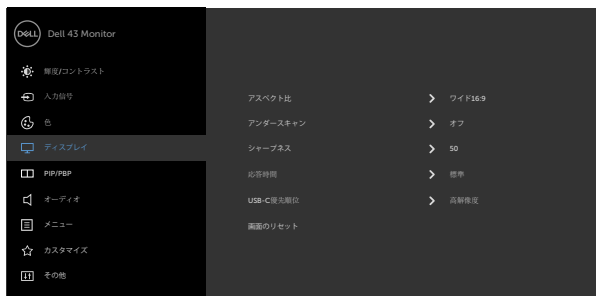 DELL Dell 43 Monitor
輝度/コントラスト
入力信号
色
ディスプレイ
PIP/PBP
オーディオ
メニュー
カスタマイズ
その他
アスペクト比 ワイド16:9
アンダースキャン オフ
シャープネス 50
応答時間 標準
USB-C優先順位 高解像度
画面のリセット